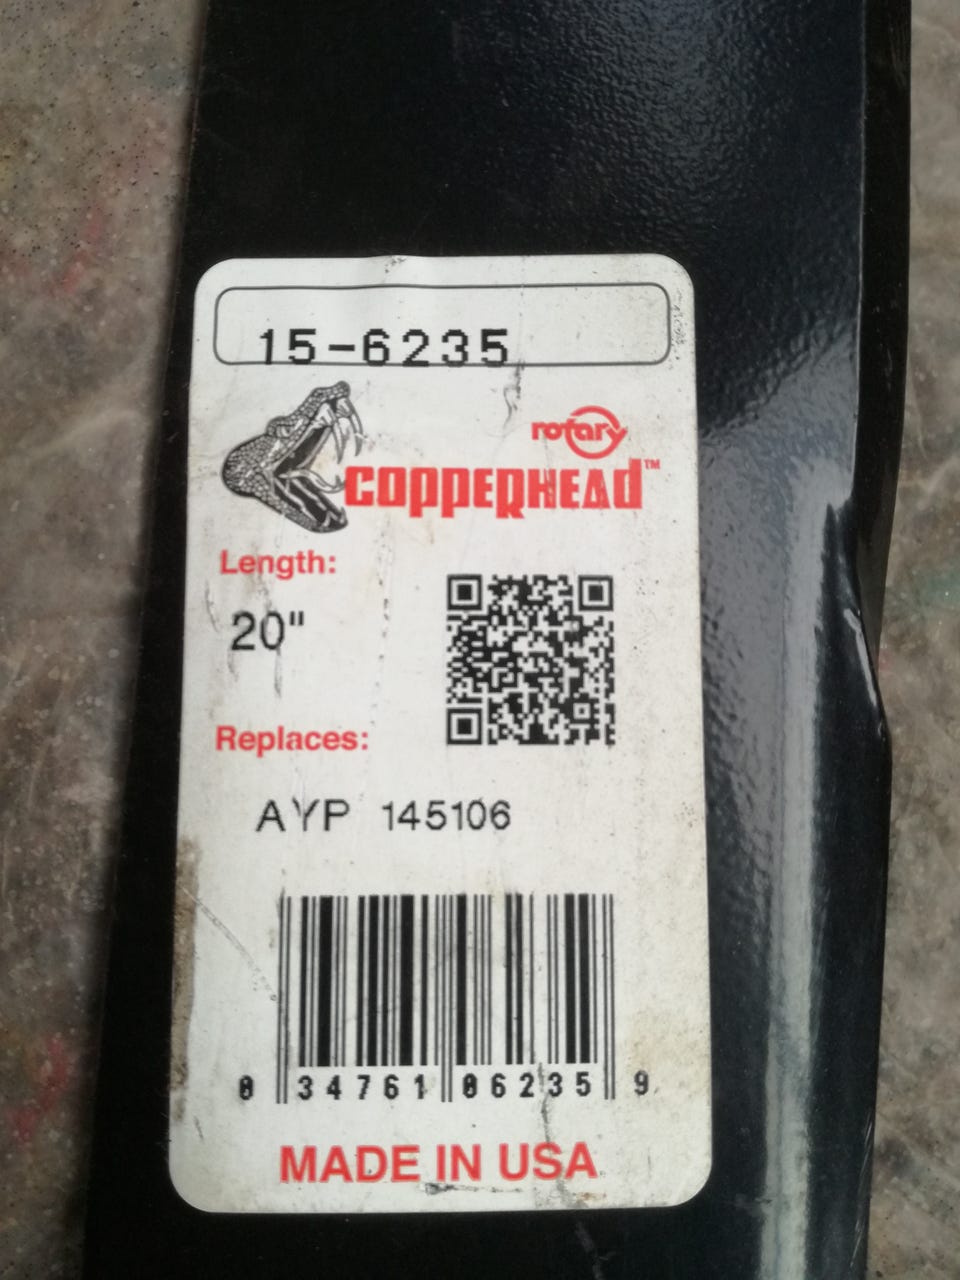 15-6235
rotary
COPPERHEAD™
Length:
20"
Replaces:
AYP 145106
0 34761 06235 9
MADE IN USA